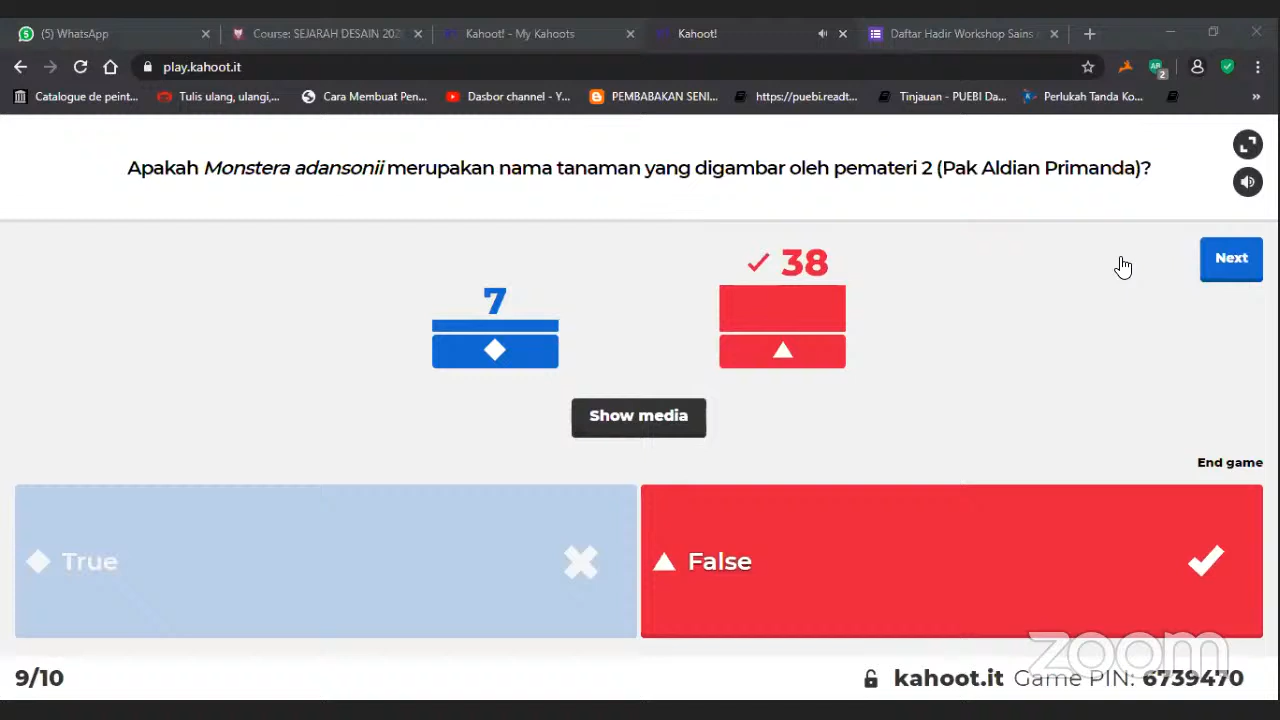 (5) WhatsApp
Course: SEJARAH DESAIN 202
Kahoot! - My Kahoots
Kahoot!
Daftar Hadir Workshop Sains
play.kahoot.it
2
Catalogue de peint...
Tulis ulang, ulangi,...
Cara Membuat Pen...
Dasbor channel - Y...
PEMBABAKAN SENI...
https://puebi.readt...
Tinjauan - PUEBI Da...
Perlukah Tanda Ko...
»
Apakah Monstera adansonii merupakan nama tanaman yang digambar oleh pemateri 2 (Pak Aldian Primanda)?
Next
7
38
Show media
End game
True
False
zoom
9/10
kahoot.it Game PIN: 6739470